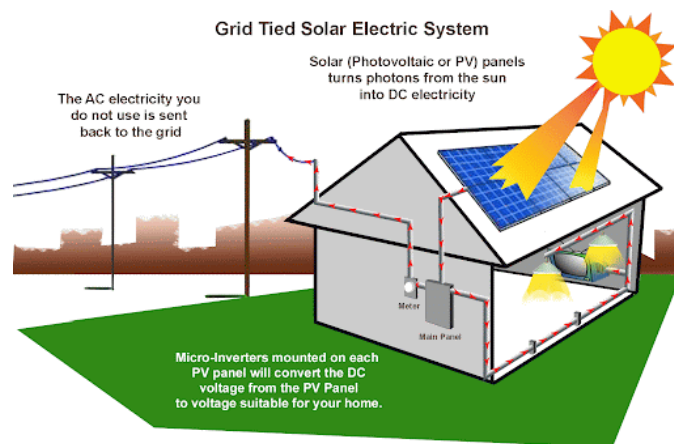 Grid Tied Solar Electric System
Solar (Photovoltaic or PV) panels
turns photons from the sun
into DC electricity
The AC electricity you
do not use is sent
back to the grid
Meter
Main Panel
Micro-Inverters mounted on each
PV panel will convert the DC
voltage from the PV Panel
to voltage suitable for your home.